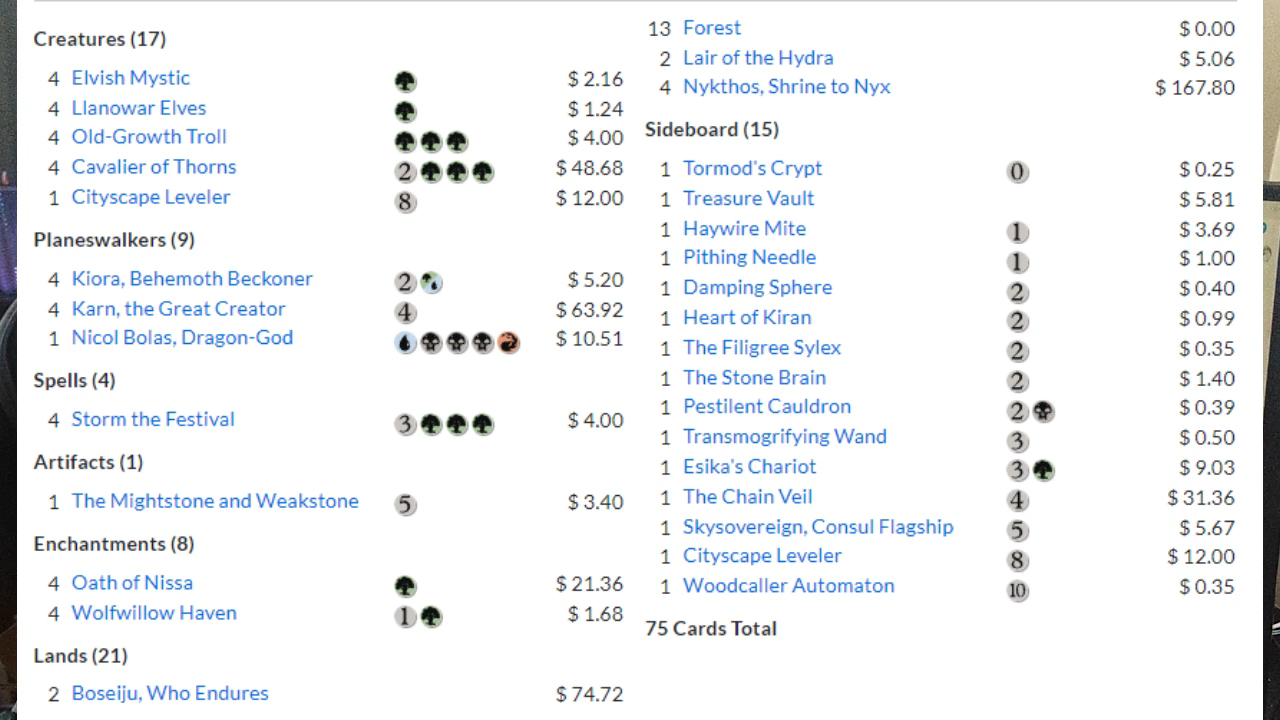 Creatures (17)
4 Elvish Mystic $ 2.16
4 Llanowar Elves $ 1.24
4 Old-Growth Troll $ 4.00
4 Cavalier of Thorns 2 $ 48.68
1 Cityscape Leveler 8 $ 12.00
Planeswalkers (9)
4 Kiora, Behemoth Beckoner 2 $ 5.20
4 Karn, the Great Creator 4 $ 63.92
1 Nicol Bolas, Dragon-God $ 10.51
Spells (4)
4 Storm the Festival 3 $ 4.00
Artifacts (1)
1 The Mightstone and Weakstone 5 $ 3.40
Enchantments (8)
4 Oath of Nissa $ 21.36
4 Wolfwillow Haven 1 $ 1.68
Lands (21)
2 Boseiju, Who Endures $ 74.72
13 Forest $ 0.00
2 Lair of the Hydra $ 5.06
4 Nykthos, Shrine to Nyx $ 167.80
Sideboard (15)
1 Tormod's Crypt 0 $ 0.25
1 Treasure Vault $ 5.81
1 Haywire Mite 1 $ 3.69
1 Pithing Needle 1 $ 1.00
1 Damping Sphere 2 $ 0.40
1 Heart of Kiran 2 $ 0.99
1 The Filigree Sylex 2 $ 0.35
1 The Stone Brain 2 $ 1.40
1 Pestilent Cauldron 2 $ 0.39
1 Transmogrifying Wand 3 $ 0.50
1 Esika's Chariot 3 $ 9.03
1 The Chain Veil 4 $ 31.36
1 Skysovereign, Consul Flagship 5 $ 5.67
1 Cityscape Leveler 8 $ 12.00
1 Woodcaller Automaton 10 $ 0.35
75 Cards Total